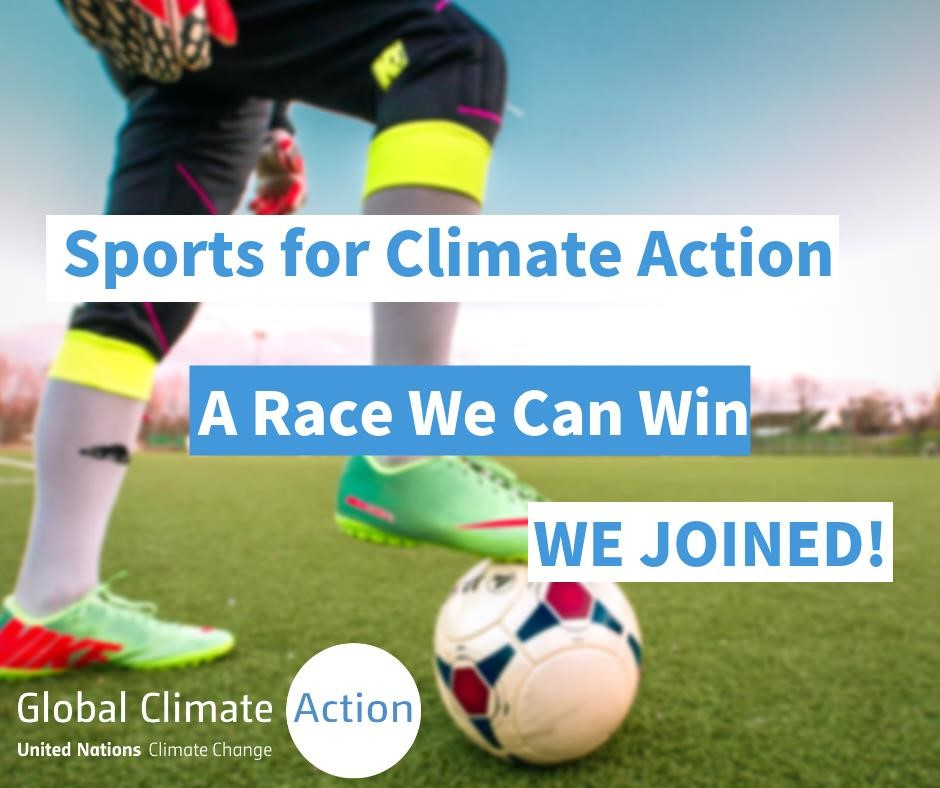 Sports for Climate Action
A Race We Can Win
WE JOINED!
Global Climate Action
United Nations Climate Change